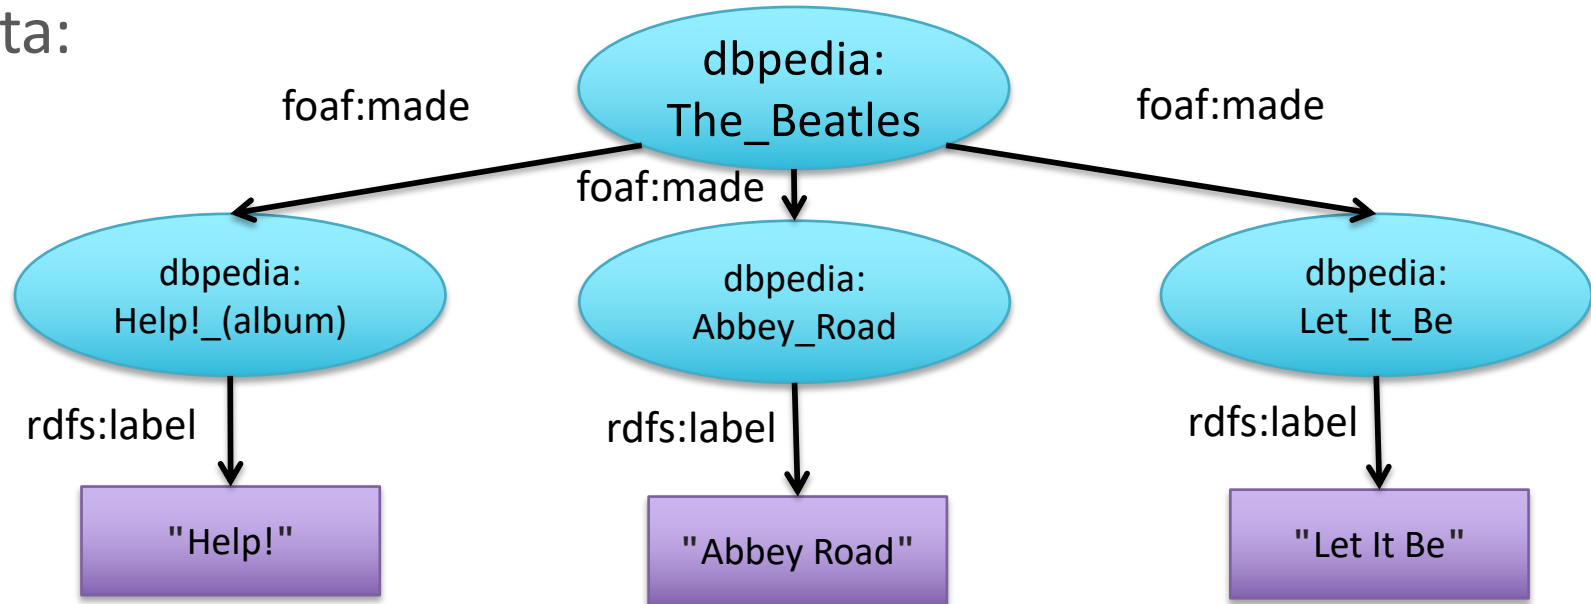 ta:
dbpedia:
The_Beatles
foaf:made
foaf:made
foaf:made
dbpedia:
Help!_(album)
dbpedia:
Abbey_Road
dbpedia:
Let_It_Be
rdfs:label
rdfs:label
rdfs:label
"Help!"
"Abbey Road"
"Let It Be"